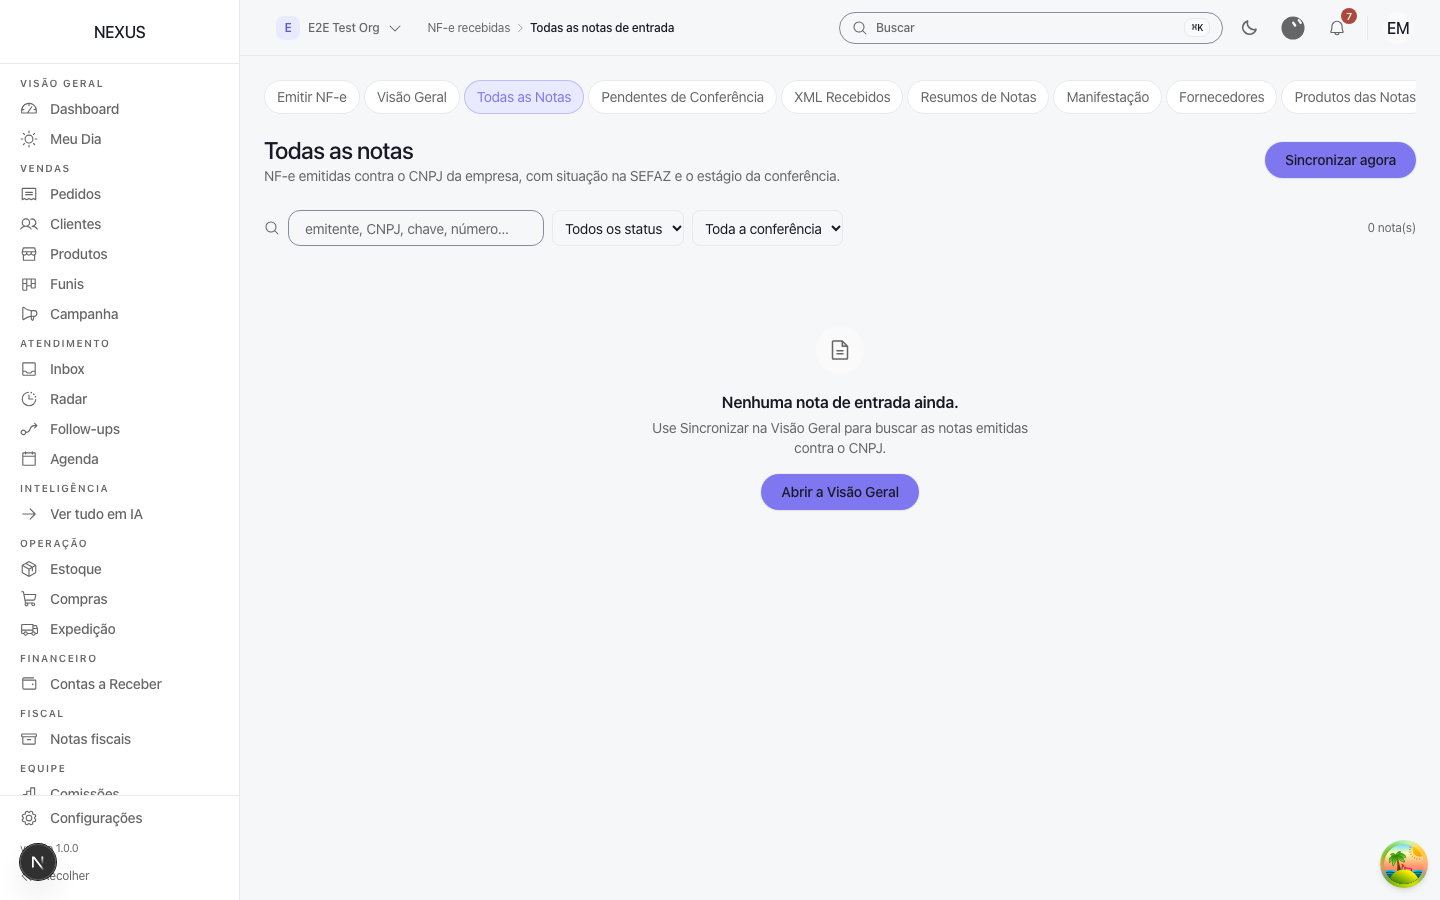 NEXUS
E E2E Test Org
NF-e recebidas
Todas as notas de entrada
Buscar
⌘K
7
EM
VISÃO GERAL
Dashboard
Meu Dia
VENDAS
Pedidos
Clientes
Produtos
Funis
Campanha
ATENDIMENTO
Inbox
Radar
Follow-ups
Agenda
INTELIGÊNCIA
Ver tudo em IA
OPERAÇÃO
Estoque
Compras
Expedição
FINANCEIRO
Contas a Receber
FISCAL
Notas fiscais
EQUIPE
Comissões
Configurações
1.0.0
N
Emitir NF-e
Visão Geral
Todas as Notas
Pendentes de Conferência
XML Recebidos
Resumos de Notas
Manifestação
Fornecedores
Produtos das Notas
Todas as notas
NF-e emitidas contra o CNPJ da empresa, com situação na SEFAZ e o estágio da conferência.
Sincronizar agora
emitente, CNPJ, chave, número...
Todos os status
Toda a conferência
0 nota(s)
Nenhuma nota de entrada ainda.
Use Sincronizar na Visão Geral para buscar as notas emitidas
contra o CNPJ.
Abrir a Visão Geral